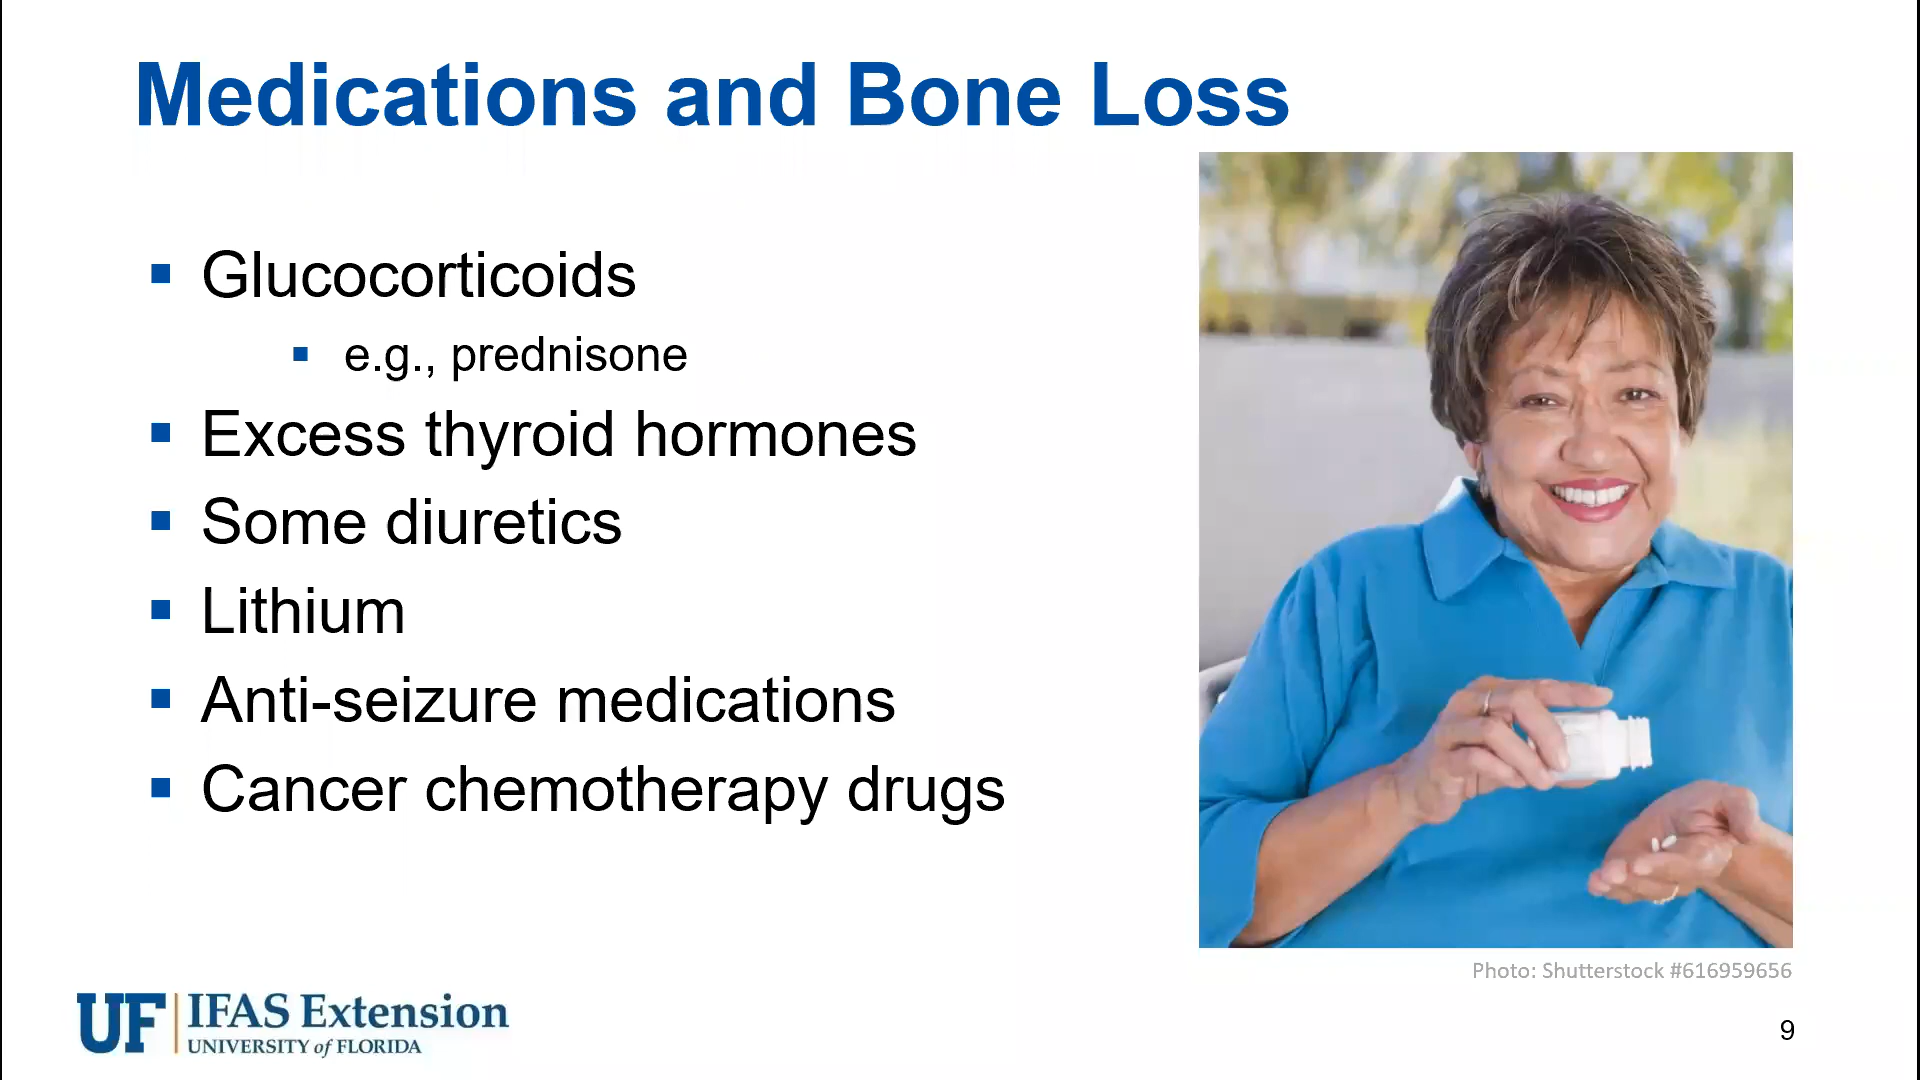 Medications and Bone Loss
Glucocorticoids
e.g., prednisone
Excess thyroid hormones
Some diuretics
Lithium
Anti-seizure medications
Cancer chemotherapy drugs
Photo: Shutterstock #616959656
UF IFAS Extension
UNIVERSITY of FLORIDA
9